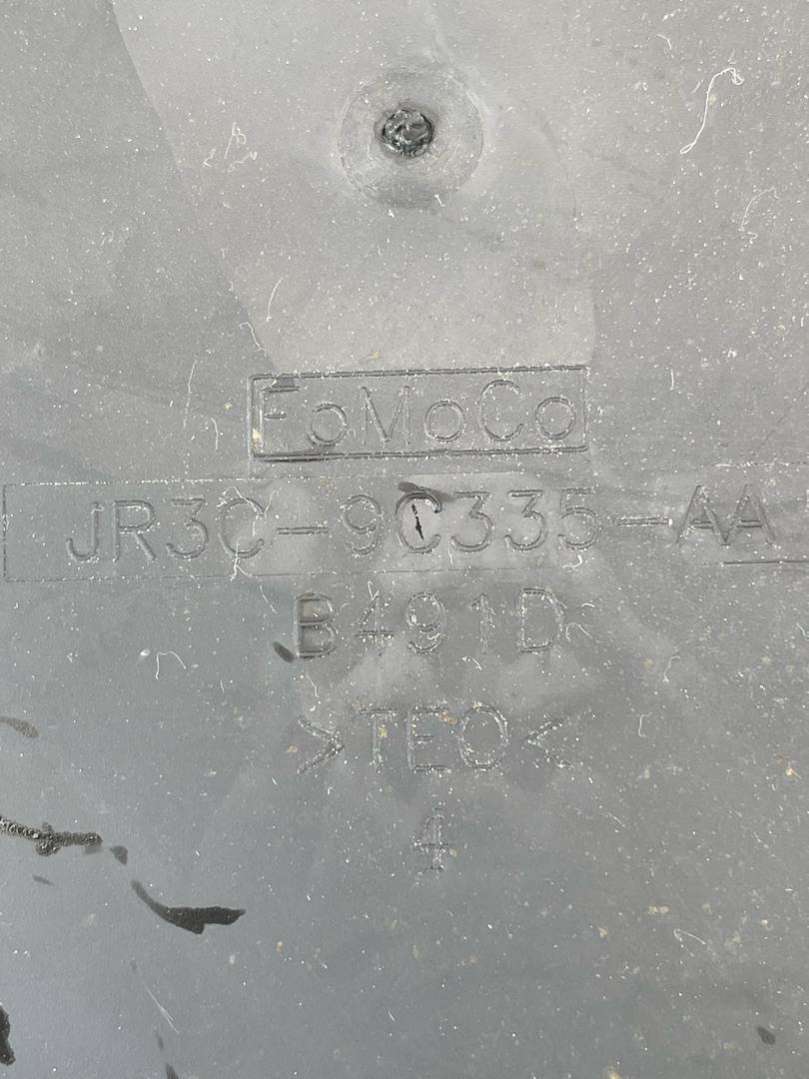 FoMoCo
JR3C-9C335-AA
B491D
>TEO<
4